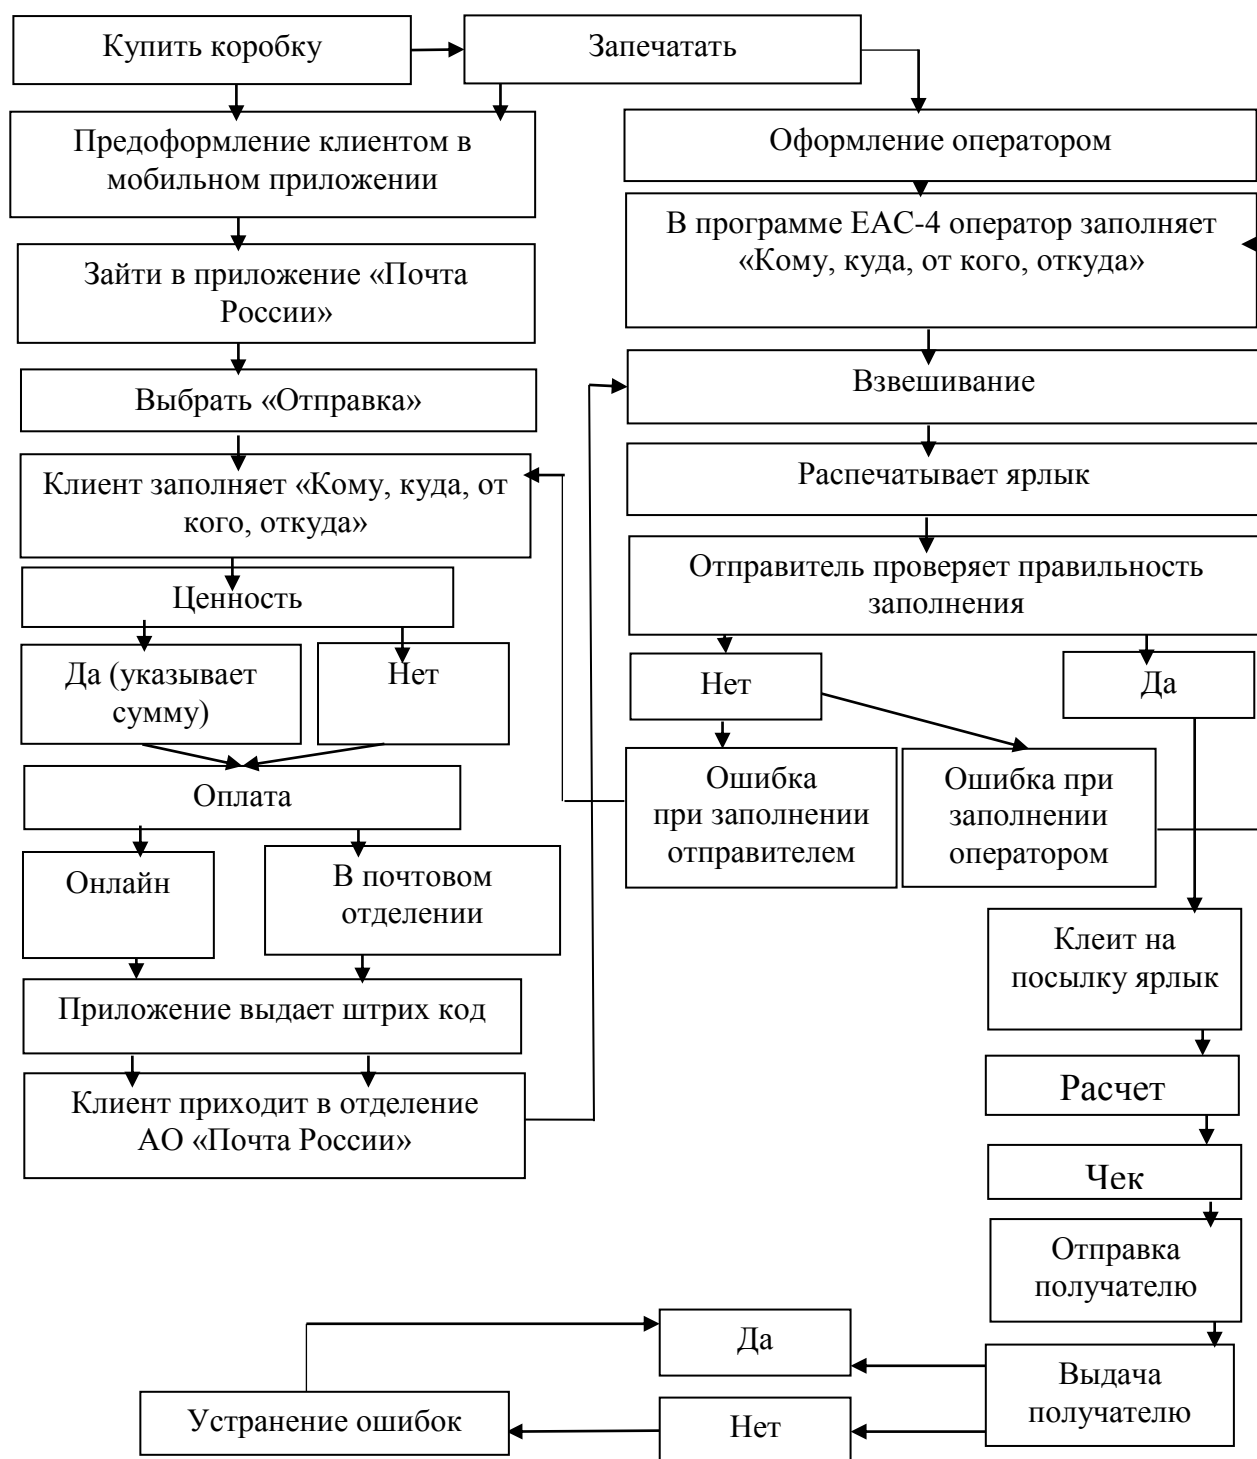 Купить коробку
Запечатать
Предоформление клиентом в
мобильном приложении
Оформление оператором
В программе ЕАС-4 оператор заполняет
«Кому, куда, от кого, откуда»
Зайти в приложение «Почта
России»
Взвешивание
Выбрать «Отправка»
Распечатывает ярлык
Клиент заполняет «Кому, куда, от
кого, откуда»
Отправитель проверяет правильность
заполнения
Ценность
Да (указывает
сумму)
Нет
Нет
Да
Оплата
Ошибка
при заполнении
отправителем
Ошибка при
заполнении
оператором
Онлайн
В почтовом
отделении
Клеит на
посылку ярлык
Приложение выдает штрих код
Расчет
Клиент приходит в отделение
АО «Почта России»
Чек
Отправка
получателю
Да
Выдача
получателю
Устранение ошибок
Нет